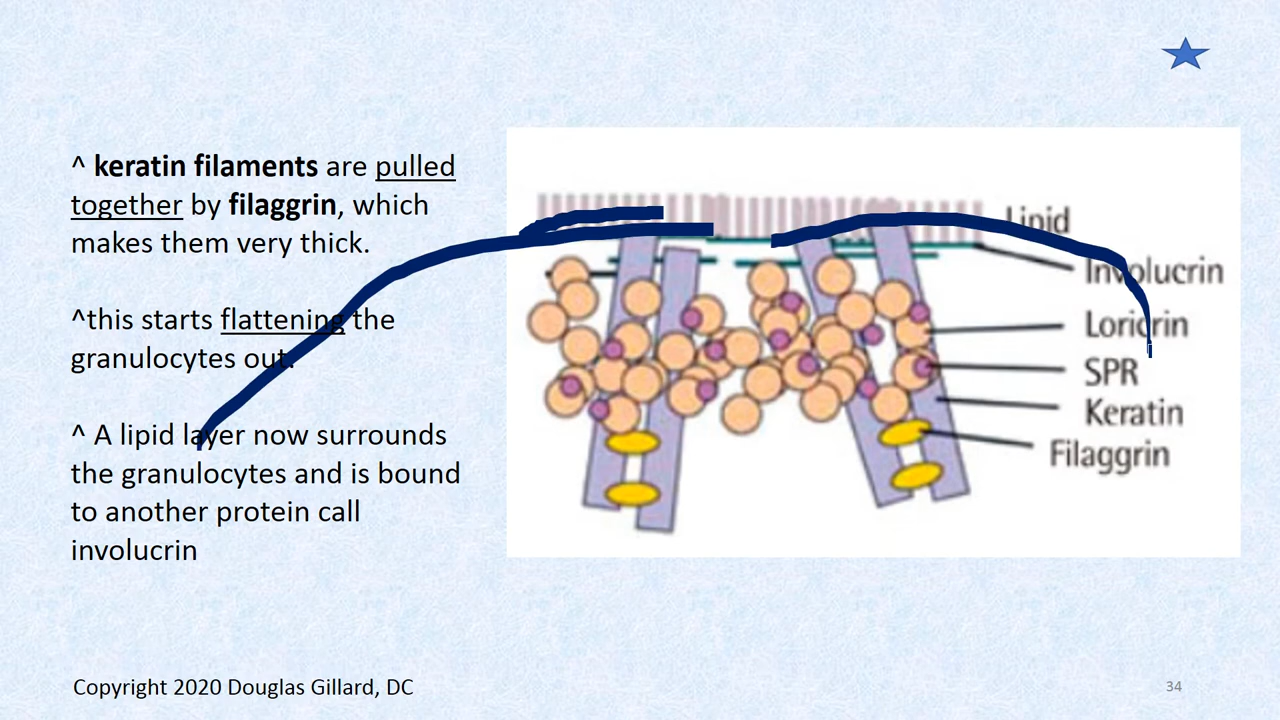 ^ keratin filaments are pulled
together by filaggrin, which
makes them very thick.
^this starts flattening the
granulocytes out.
^ A lipid layer now surrounds
the granulocytes and is bound
to another protein call
involucrin
Lipid
Involucrin
Loricrin
SPR
Keratin
Filaggrin
Copyright 2020 Douglas Gillard, DC
34